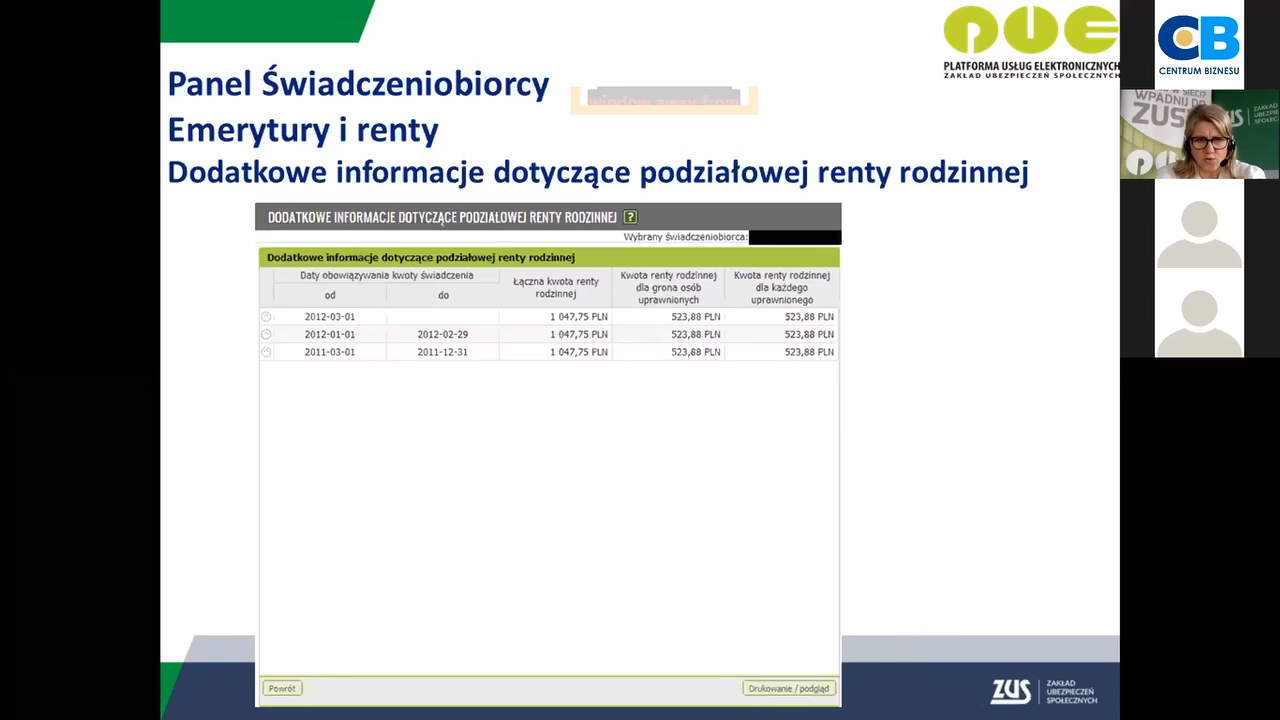 PUE
PLATFORMA USŁUG ELEKTRONICZNYCH
ZAKŁAD UBEZPIECZEŃ SPOŁECZNYCH
CB
CENTRUM BIZNESU
Panel Świadczeniobiorcy
Emerytury i renty
Dodatkowe informacje dotyczące podziałowej renty rodzinnej
WPADNIJ DO
ZUS
DODATKOWE INFORMACJE DOTYCZĄCE PODZIAŁOWEJ RENTY RODZINNEJ ?
Wybrany świadczeniobiorca:
Dodatkowe informacje dotyczące podziałowej renty rodzinnej
Daty obowiązywania kwoty świadczenia
od do
Łączna kwota renty
rodzinnej
Kwota renty rodzinnej
dla grona osób
uprawnionych
Kwota renty rodzinnej
dla każdego
uprawnionego
2012-03-01 1 047,75 PLN 523,88 PLN 523,88 PLN
2012-01-01 2012-02-29 1 047,75 PLN 523,88 PLN 523,88 PLN
2011-03-01 2011-12-31 1 047,75 PLN 523,88 PLN 523,88 PLN
Powrót
Drukowanie / podgląd
ZUS
ZAKŁAD
UBEZPIECZEŃ
SPOŁECZNYCH